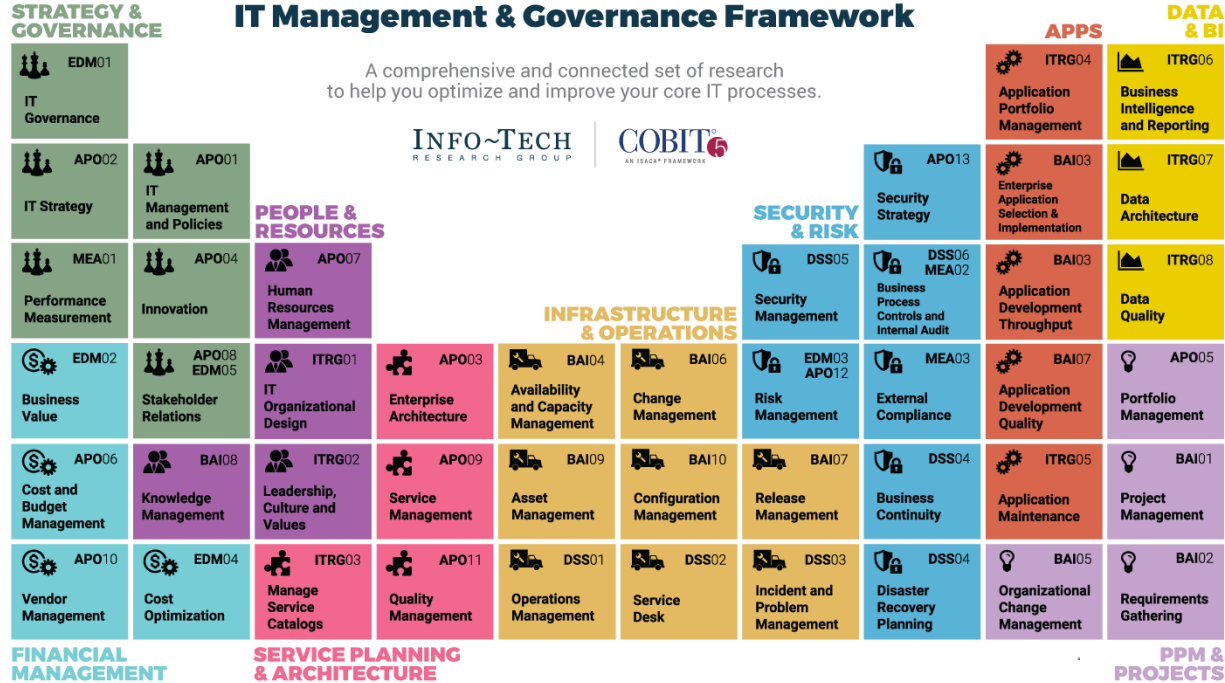 STRATEGY &
GOVERNANCE
IT Management & Governance Framework
DATA
& BI
APPS
A comprehensive and connected set of research
to help you optimize and improve your core IT processes.
INFO~TECH
RESEARCH GROUP
COBIT 5
AN ISACA® FRAMEWORK
EDM01
IT
Governance
ITRG04
Application
Portfolio
Management
ITRG06
Business
Intelligence
and Reporting
APO02
IT Strategy
APO01
IT
Management
and Policies
PEOPLE &
RESOURCES
SECURITY
& RISK
APO13
Security
Strategy
BAI03
Enterprise
Application
Selection &
Implementation
ITRG07
Data
Architecture
MEA01
Performance
Measurement
APO04
Innovation
APO07
Human
Resources
Management
INFRASTRUCTURE
& OPERATIONS
DSS05
Security
Management
DSS06
MEA02
Business
Process
Controls and
Internal Audit
BAI03
Application
Development
Throughput
ITRG08
Data
Quality
EDM02
Business
Value
APO08
EDM05
Stakeholder
Relations
ITRG01
IT
Organizational
Design
APO03
Enterprise
Architecture
BAI04
Availability
and Capacity
Management
BAI06
Change
Management
EDM03
APO12
Risk
Management
MEA03
External
Compliance
BAI07
Application
Development
Quality
APO05
Portfolio
Management
APO06
Cost and
Budget
Management
BAI08
Knowledge
Management
ITRG02
Leadership,
Culture and
Values
APO09
Service
Management
BAI09
Asset
Management
BAI10
Configuration
Management
BAI07
Release
Management
DSS04
Business
Continuity
ITRG05
Application
Maintenance
BAI01
Project
Management
APO10
Vendor
Management
EDM04
Cost
Optimization
ITRG03
Manage
Service
Catalogs
APO11
Quality
Management
DSS01
Operations
Management
DSS02
Service
Desk
DSS03
Incident and
Problem
Management
DSS04
Disaster
Recovery
Planning
BAI05
Organizational
Change
Management
BAI02
Requirements
Gathering
FINANCIAL
MANAGEMENT
SERVICE PLANNING
& ARCHITECTURE
PPM &
PROJECTS